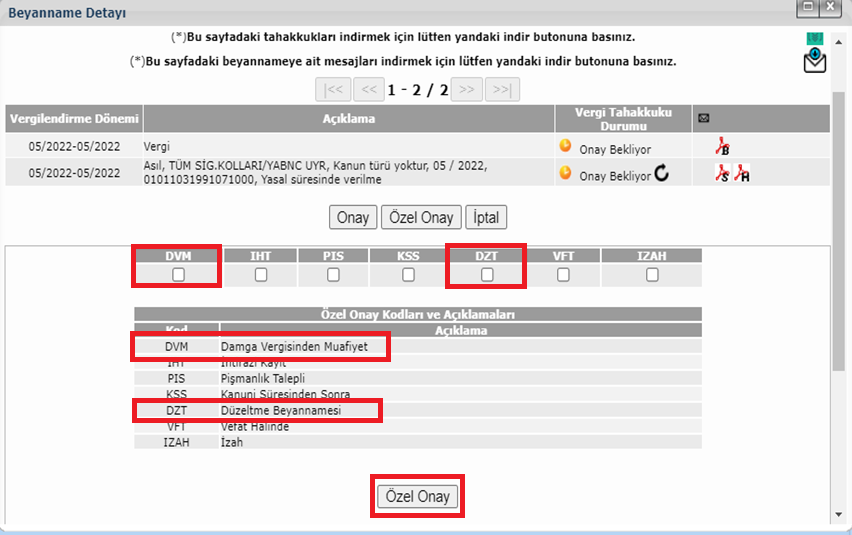 Beyanname Detayı
(*)Bu sayfadaki tahakkukları indirmek için lütfen yandaki indir butonuna basınız.
(*)Bu sayfadaki beyannameye ait mesajları indirmek için lütfen yandaki indir butonuna basınız.
|<< << 1 - 2 / 2 >> >>|
Vergilendirme Dönemi Açıklama Vergi Tahakkuku
Durumu
05/2022-05/2022 Vergi Onay Bekliyor B
05/2022-05/2022 Asıl, TÜM SİG.KOLLARI/YABNC UYR, Kanun türü yoktur, 05 / 2022,
01011031991071000, Yasal süresinde verilme Onay Bekliyor S H
Onay Özel Onay İptal
DVM IHT PIS KSS DZT VFT IZAH
Özel Onay Kodları ve Açıklamaları
Kod Açıklama
DVM Damga Vergisinden Muafiyet
IHT İhtirazi Kayıt
PIS Pişmanlık Talepli
KSS Kanuni Süresinden Sonra
DZT Düzeltme Beyannamesi
VFT Vefat Halinde
IZAH İzah
Özel Onay